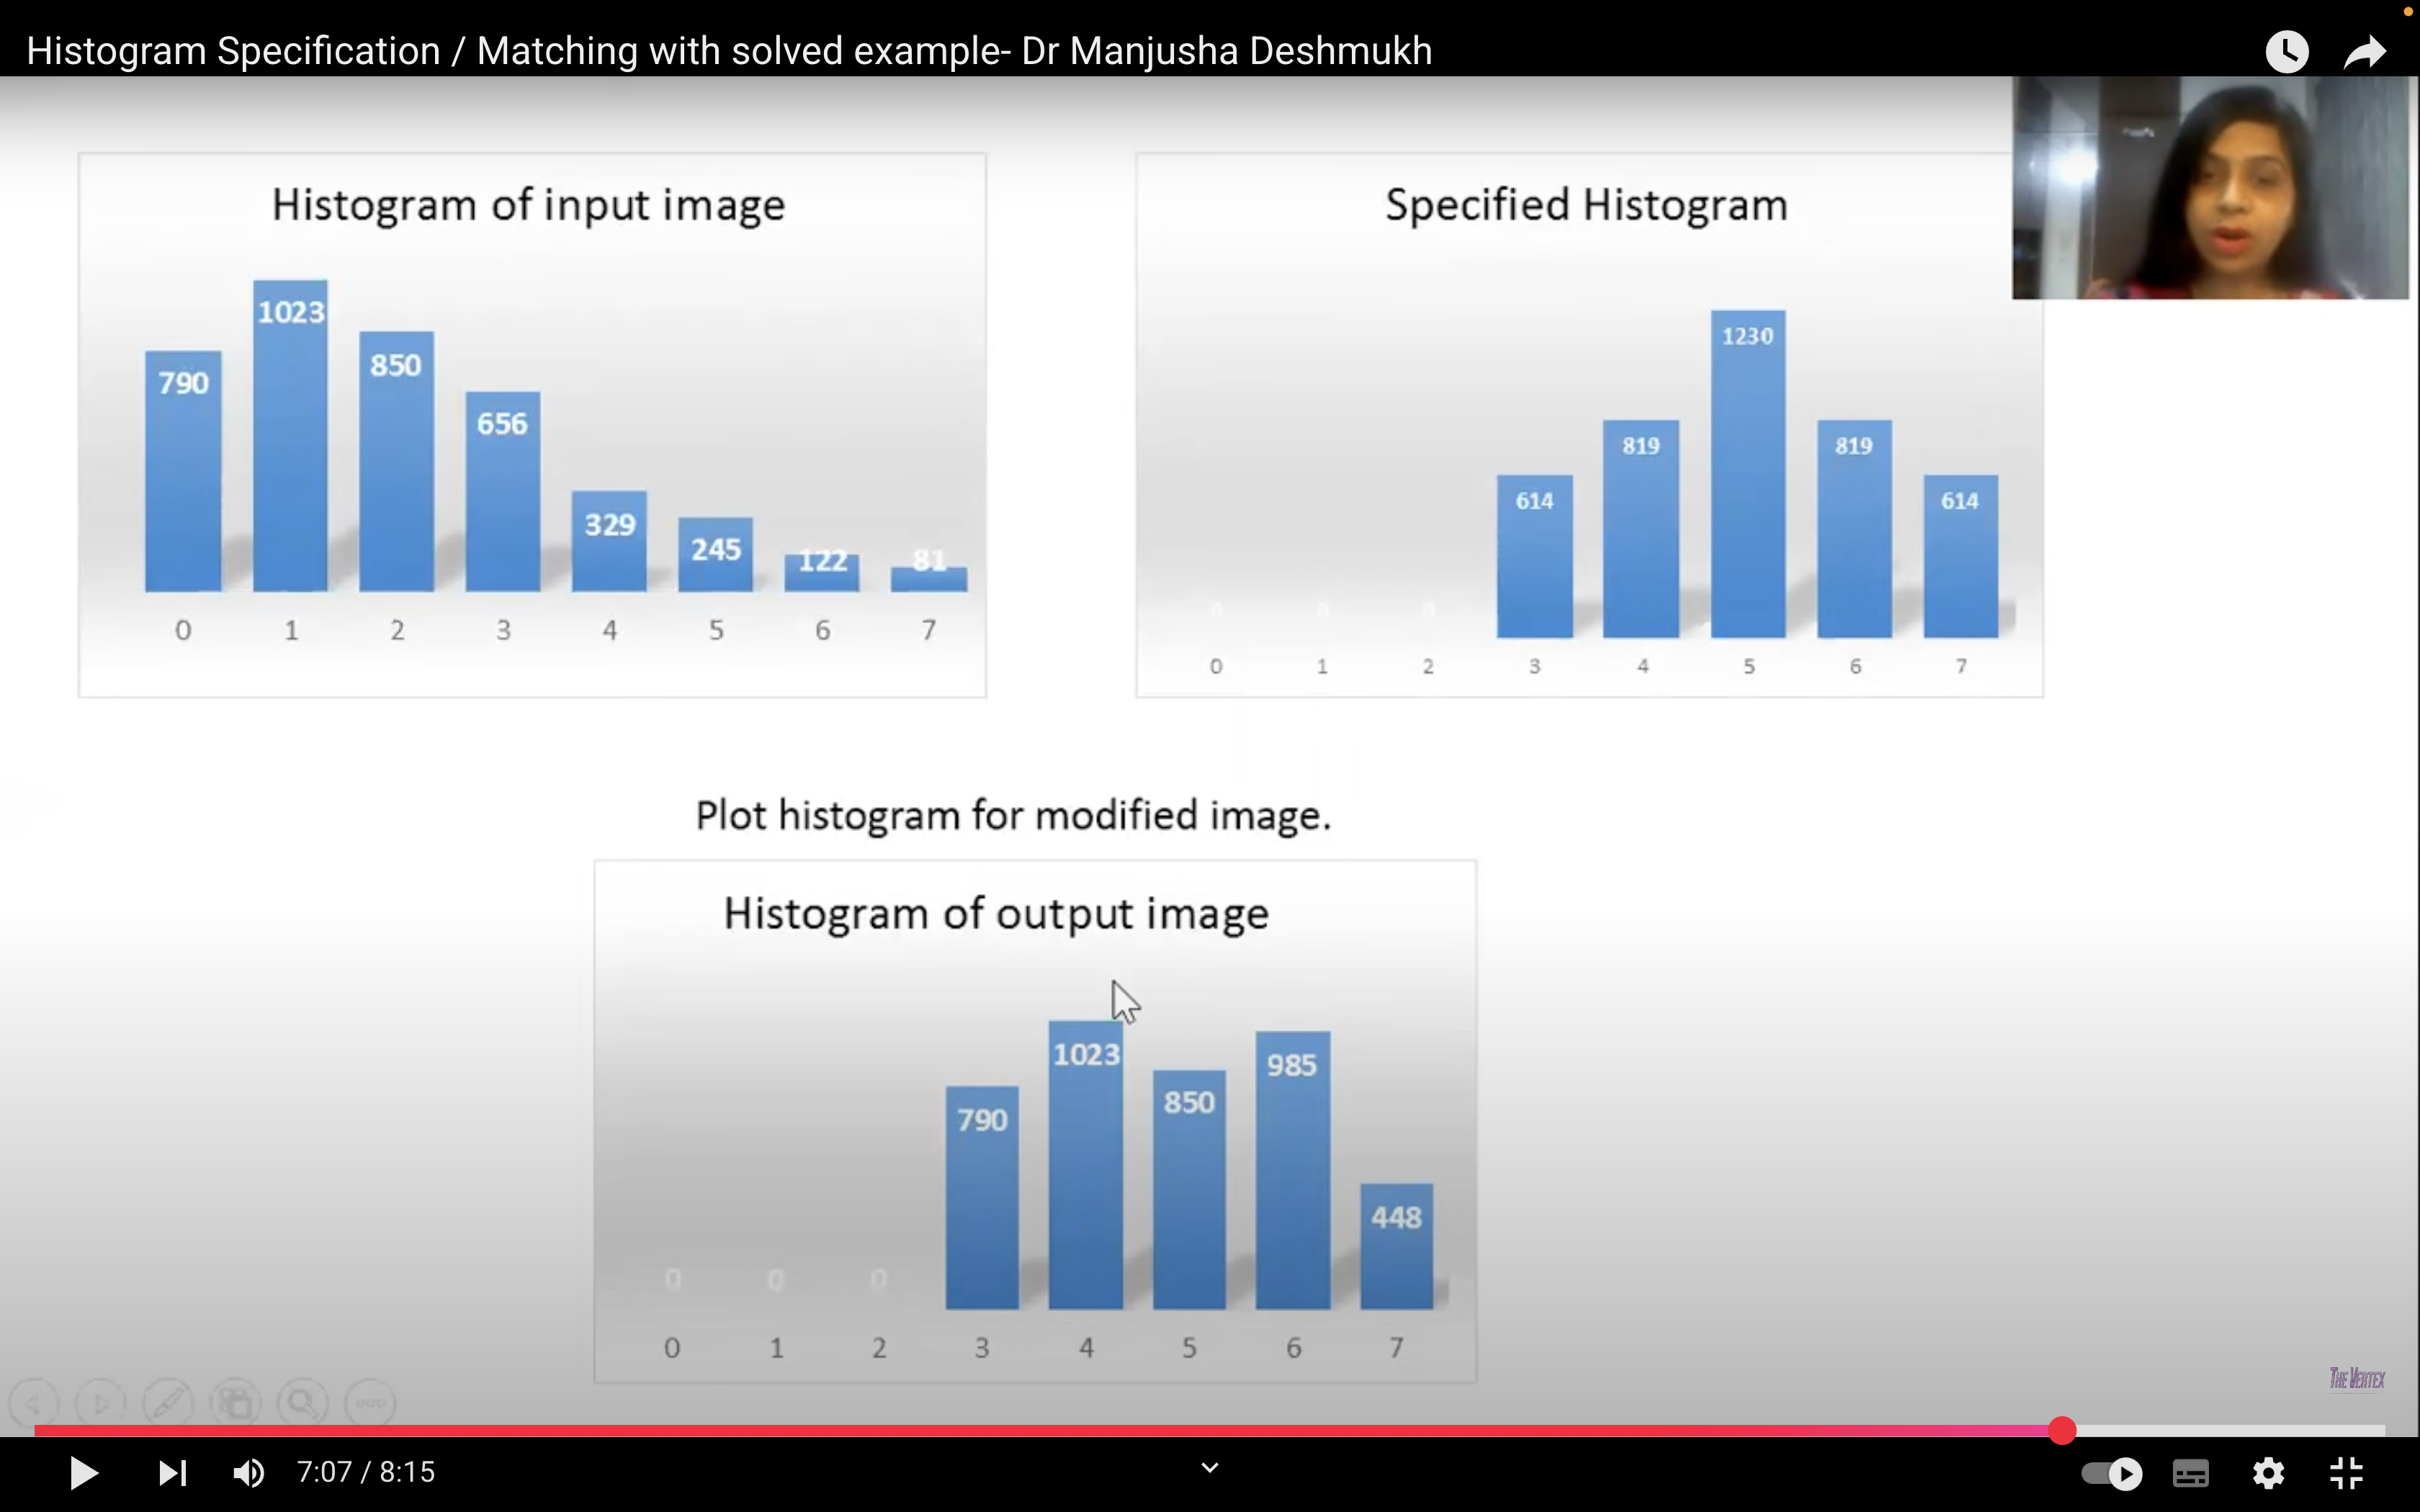 Histogram Specification / Matching with solved example- Dr Manjusha Deshmukh
Histogram of input image
790
1023
850
656
329
245
122
81
0 1 2 3 4 5 6 7
Specified Histogram
0 0 0
614
819
1230
819
614
0 1 2 3 4 5 6 7
Plot histogram for modified image.
Histogram of output image
0 0 0
790
1023
850
985
448
0 1 2 3 4 5 6 7
THE VERTEX
7:07 / 8:15